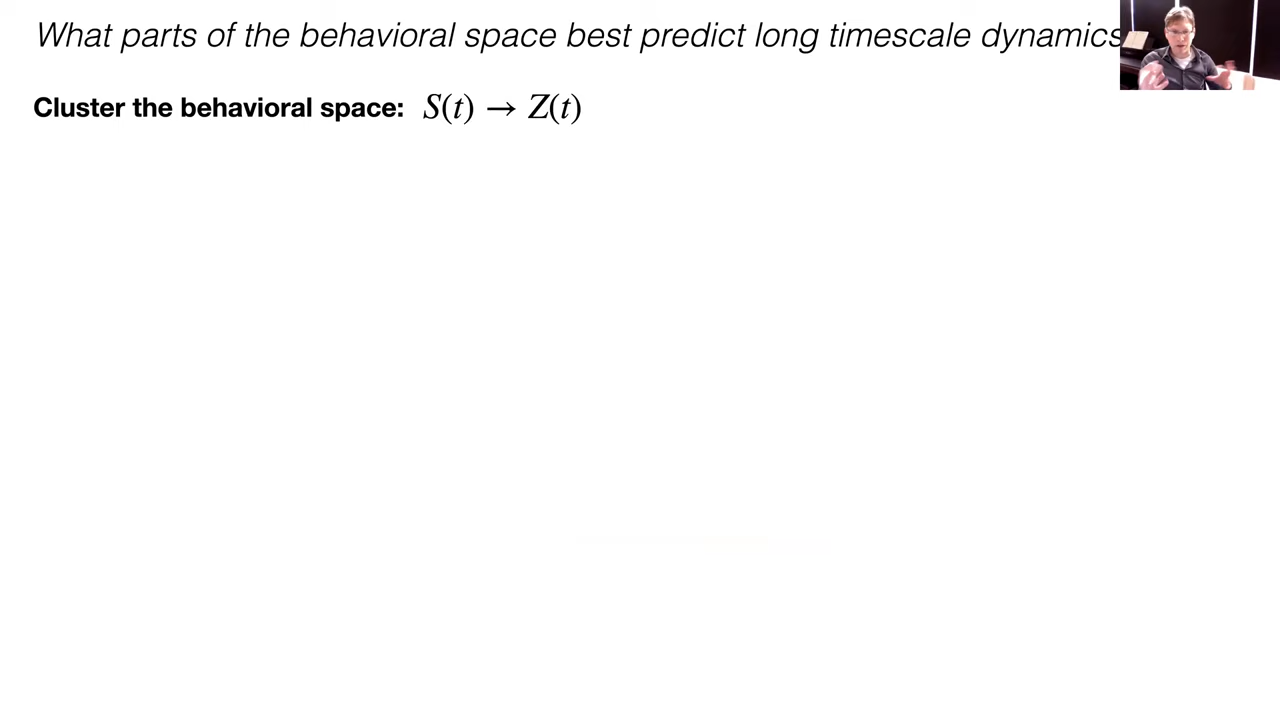 What parts of the behavioral space best predict long timescale dynamics
Cluster the behavioral space: S(t) → Z(t)